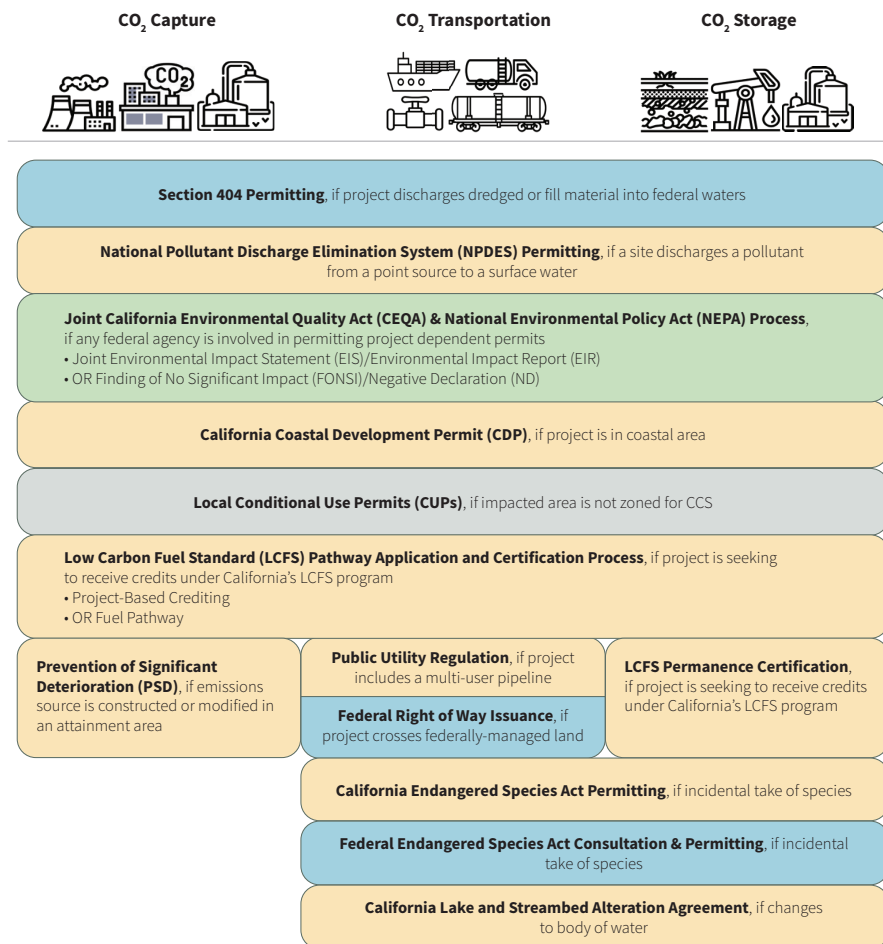 CO2 Capture
CO2 Transportation
CO2 Storage
CO2
Section 404 Permitting, if project discharges dredged or fill material into federal waters
National Pollutant Discharge Elimination System (NPDES) Permitting, if a site discharges a pollutant
from a point source to a surface water
Joint California Environmental Quality Act (CEQA) & National Environmental Policy Act (NEPA) Process,
if any federal agency is involved in permitting project dependent permits
• Joint Environmental Impact Statement (EIS)/Environmental Impact Report (EIR)
• OR Finding of No Significant Impact (FONSI)/Negative Declaration (ND)
California Coastal Development Permit (CDP), if project is in coastal area
Local Conditional Use Permits (CUPs), if impacted area is not zoned for CCS
Low Carbon Fuel Standard (LCFS) Pathway Application and Certification Process, if project is seeking
to receive credits under California’s LCFS program
• Project-Based Crediting
• OR Fuel Pathway
Prevention of Significant
Deterioration (PSD), if emissions
source is constructed or modified in
an attainment area
Public Utility Regulation, if project
includes a multi-user pipeline
Federal Right of Way Issuance, if
project crosses federally-managed land
LCFS Permanence Certification,
if project is seeking to receive credits
under California’s LCFS program
California Endangered Species Act Permitting, if incidental take of species
Federal Endangered Species Act Consultation & Permitting, if incidental
take of species
California Lake and Streambed Alteration Agreement, if changes
to body of water